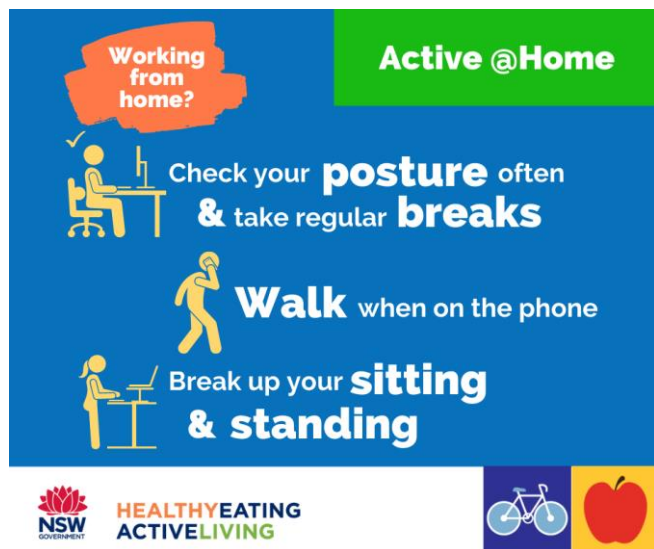 Working
from
home?
Active @Home
Check your posture often
& take regular breaks
Walk when on the phone
Break up your sitting
& standing
NSW
GOVERNMENT
HEALTHYEATING
ACTIVELIVING